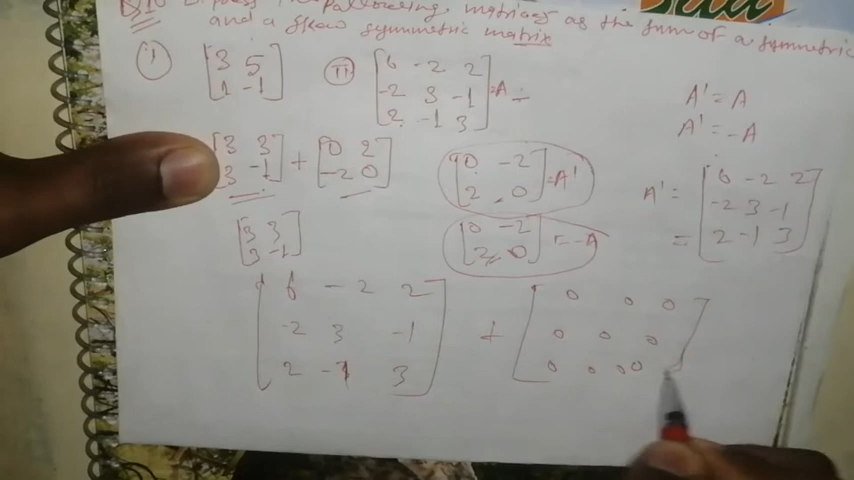 the following matrices as the sum of a symmetric
and a skew symmetric matrix
(i) [3 5
1 -1]
(ii) [6 -2 2
-2 3 -1
2 -1 3] = A
A' = A
A' = -A
[3 3
3 -1] + [0 2
-2 0]
[0 -2
2 0] = A'
A' = [6 -2 2
-2 3 -1
= 2 -1 3]
[3 3
3 -1]
[0 -2
2 0] = -A
[6 -2 2
-2 3 -1
2 -1 3] + [0 0 0
0 0 0
0 0 0]